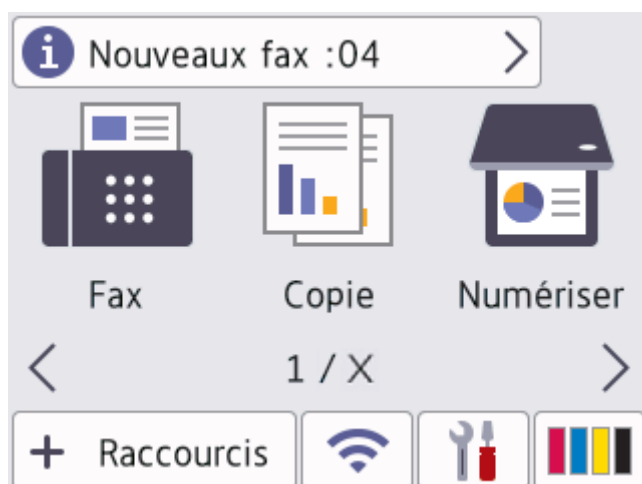 Nouveaux fax :04
Fax Copie Numériser
1 / X
+ Raccourcis